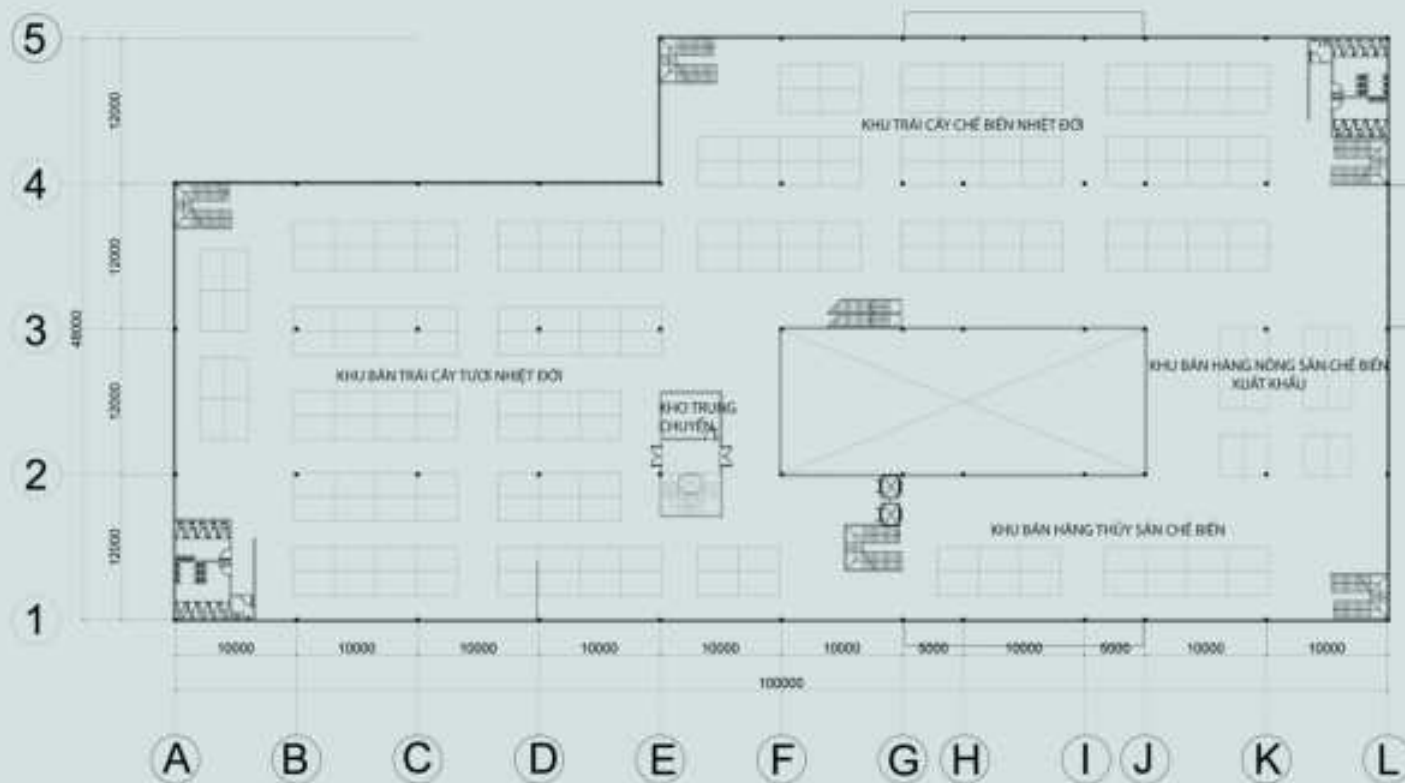 5
12000
KHU TRÁI CÂY CHẾ BIẾN NHIỆT ĐỚI
4
12000
3
48000
KHU BÁN TRÁI CÂY TƯƠI NHIỆT ĐỚI
KHU BÁN HÀNG NÔNG SẢN CHẾ BIẾN
XUẤT KHẨU
KHO TRUNG
CHUYỂN
12000
2
KHU BÁN HÀNG THỦY SẢN CHẾ BIẾN
12000
1
10000 10000 10000 10000 10000 10000 5000 10000 5000 10000 10000
100000
A B C D E F G H I J K L